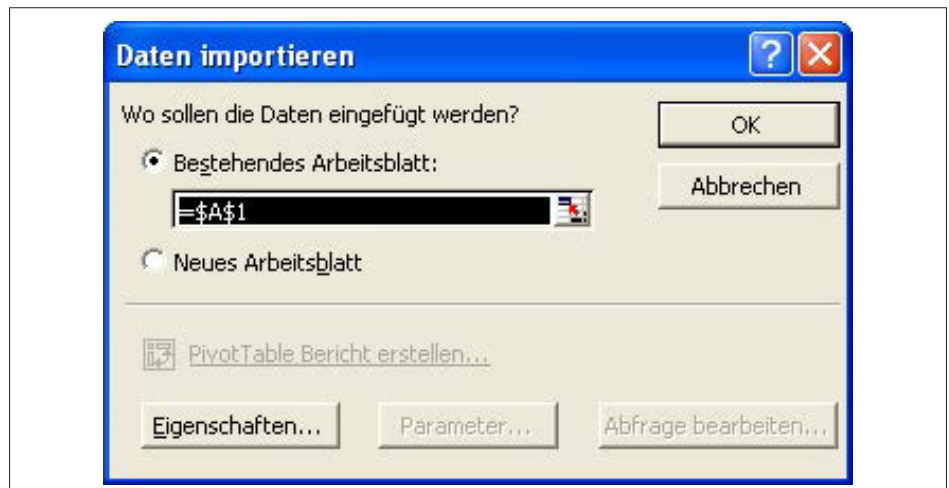 Daten importieren
Wo sollen die Daten eingefügt werden?
OK
Bestehendes Arbeitsblatt:
Abbrechen
=$A$1
Neues Arbeitsblatt
PivotTable Bericht erstellen...
Eigenschaften...
Parameter...
Abfrage bearbeiten...